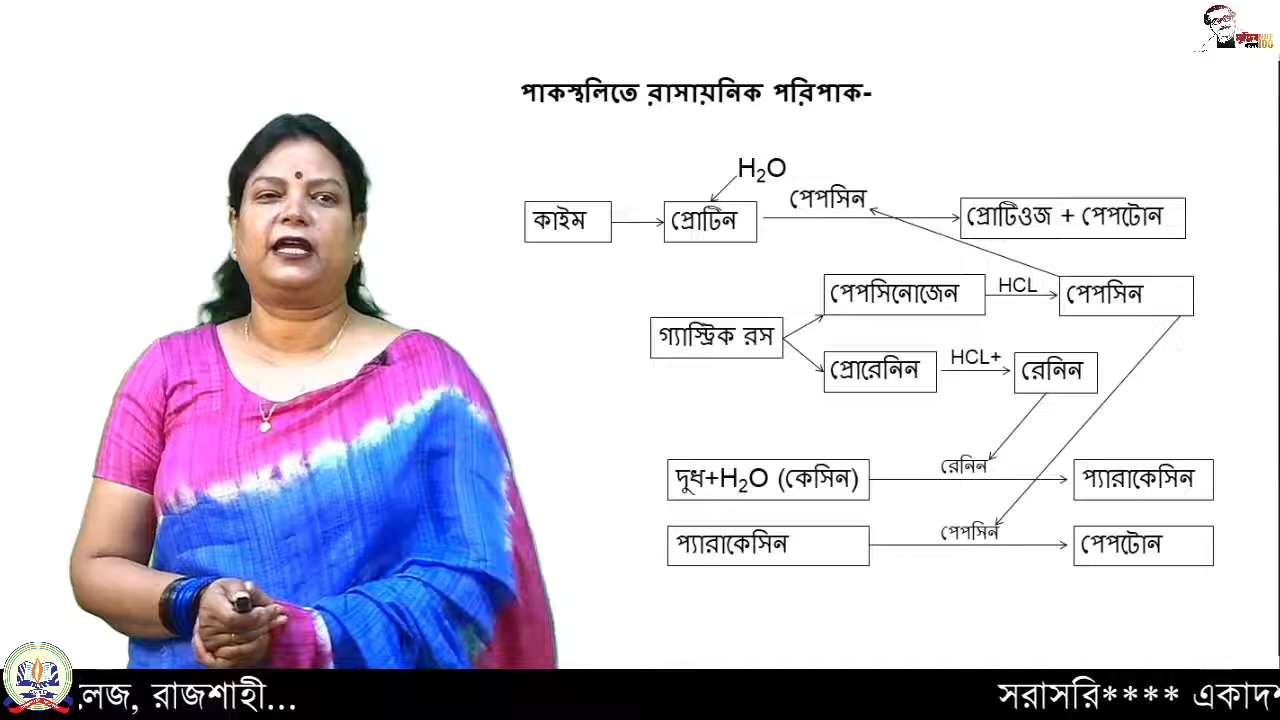 পাকস্থলিতে রাসায়নিক পরিপাক-
H₂O
কাইম
প্রোটিন
পেপসিন
প্রোটিওজ + পেপটোন
পেপসিনোজেন
HCL
পেপসিন
গ্যাস্ট্রিক রস
প্রোরেনিন
HCL+
রেনিন
দুধ+H₂O (কেসিন)
রেনিন
প্যারাকেসিন
প্যারাকেসিন
পেপসিন
পেপটোন
লেজ, রাজশাহী... সরাসরি**** একাদশ